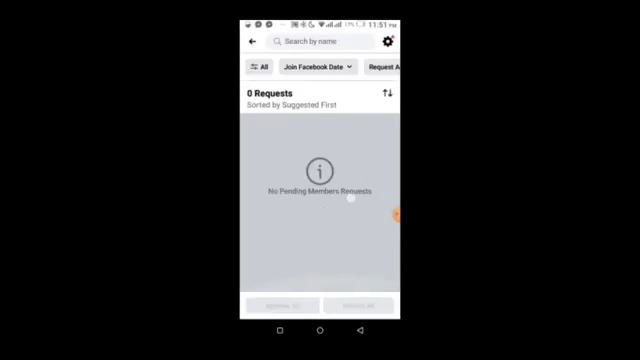 11:51 PM
Search by name
All
Join Facebook Date
Request A
0 Requests
Sorted by Suggested First
No Pending Members Requests